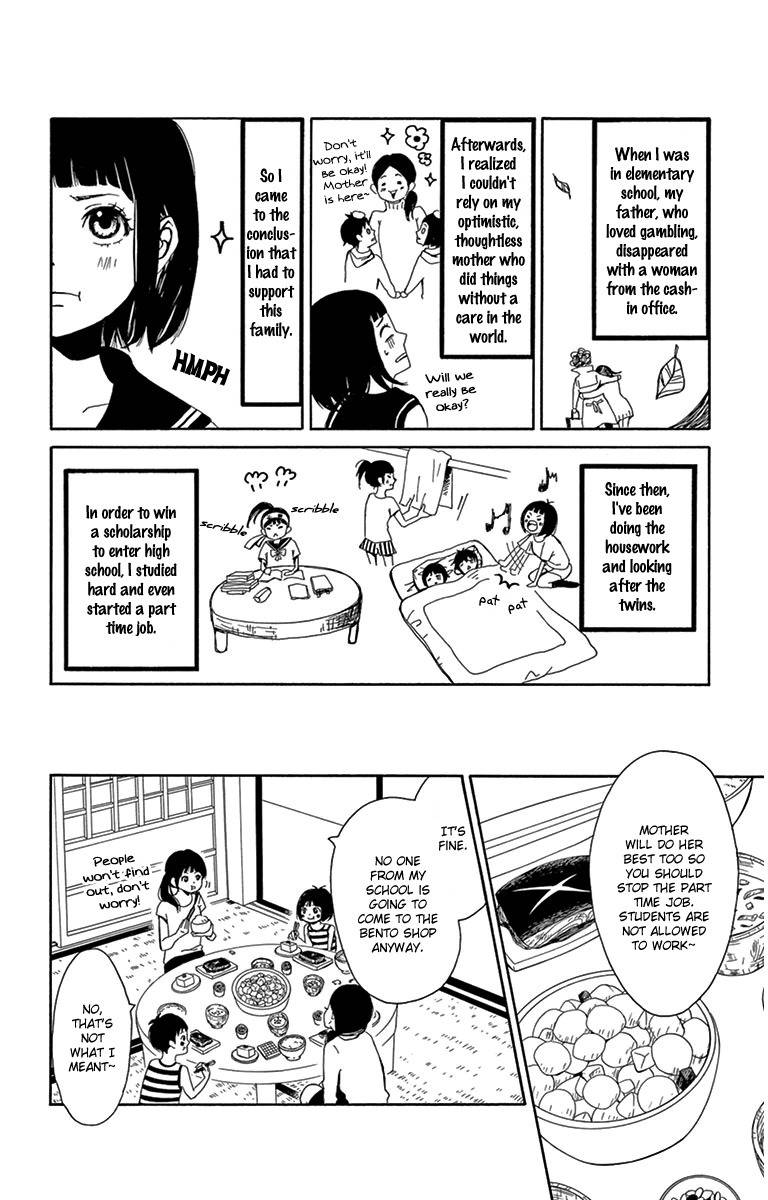 When I was
in elementary
school, my
father, who
loved gambling,
disappeared
with a woman
from the cash-
in office.
Afterwards,
I realized
I couldn't
rely on my
optimistic,
thoughtless
mother who
did things
without a
care in the
world.
Don't
worry, it'll
be okay!
Mother
is here~
Will we
really be
okay?
So I
came
to the
conclus-
ion that
I had to
support
this
family.
HMPH
Since then,
I've been
doing the
housework
and looking
after the
twins.
pat
pat
scribble
scribble
In order to win
a scholarship
to enter high
school, I studied
hard and even
started a part
time job.
MOTHER
WILL DO HER
BEST TOO SO
YOU SHOULD
STOP THE PART
TIME JOB.
STUDENTS ARE
NOT ALLOWED
TO WORK~
IT'S
FINE.
NO ONE
FROM MY
SCHOOL IS
GOING TO
COME TO THE
BENTO SHOP
ANYWAY.
People
won't find
out, don't
worry!
NO,
THAT'S
NOT
WHAT I
MEANT~